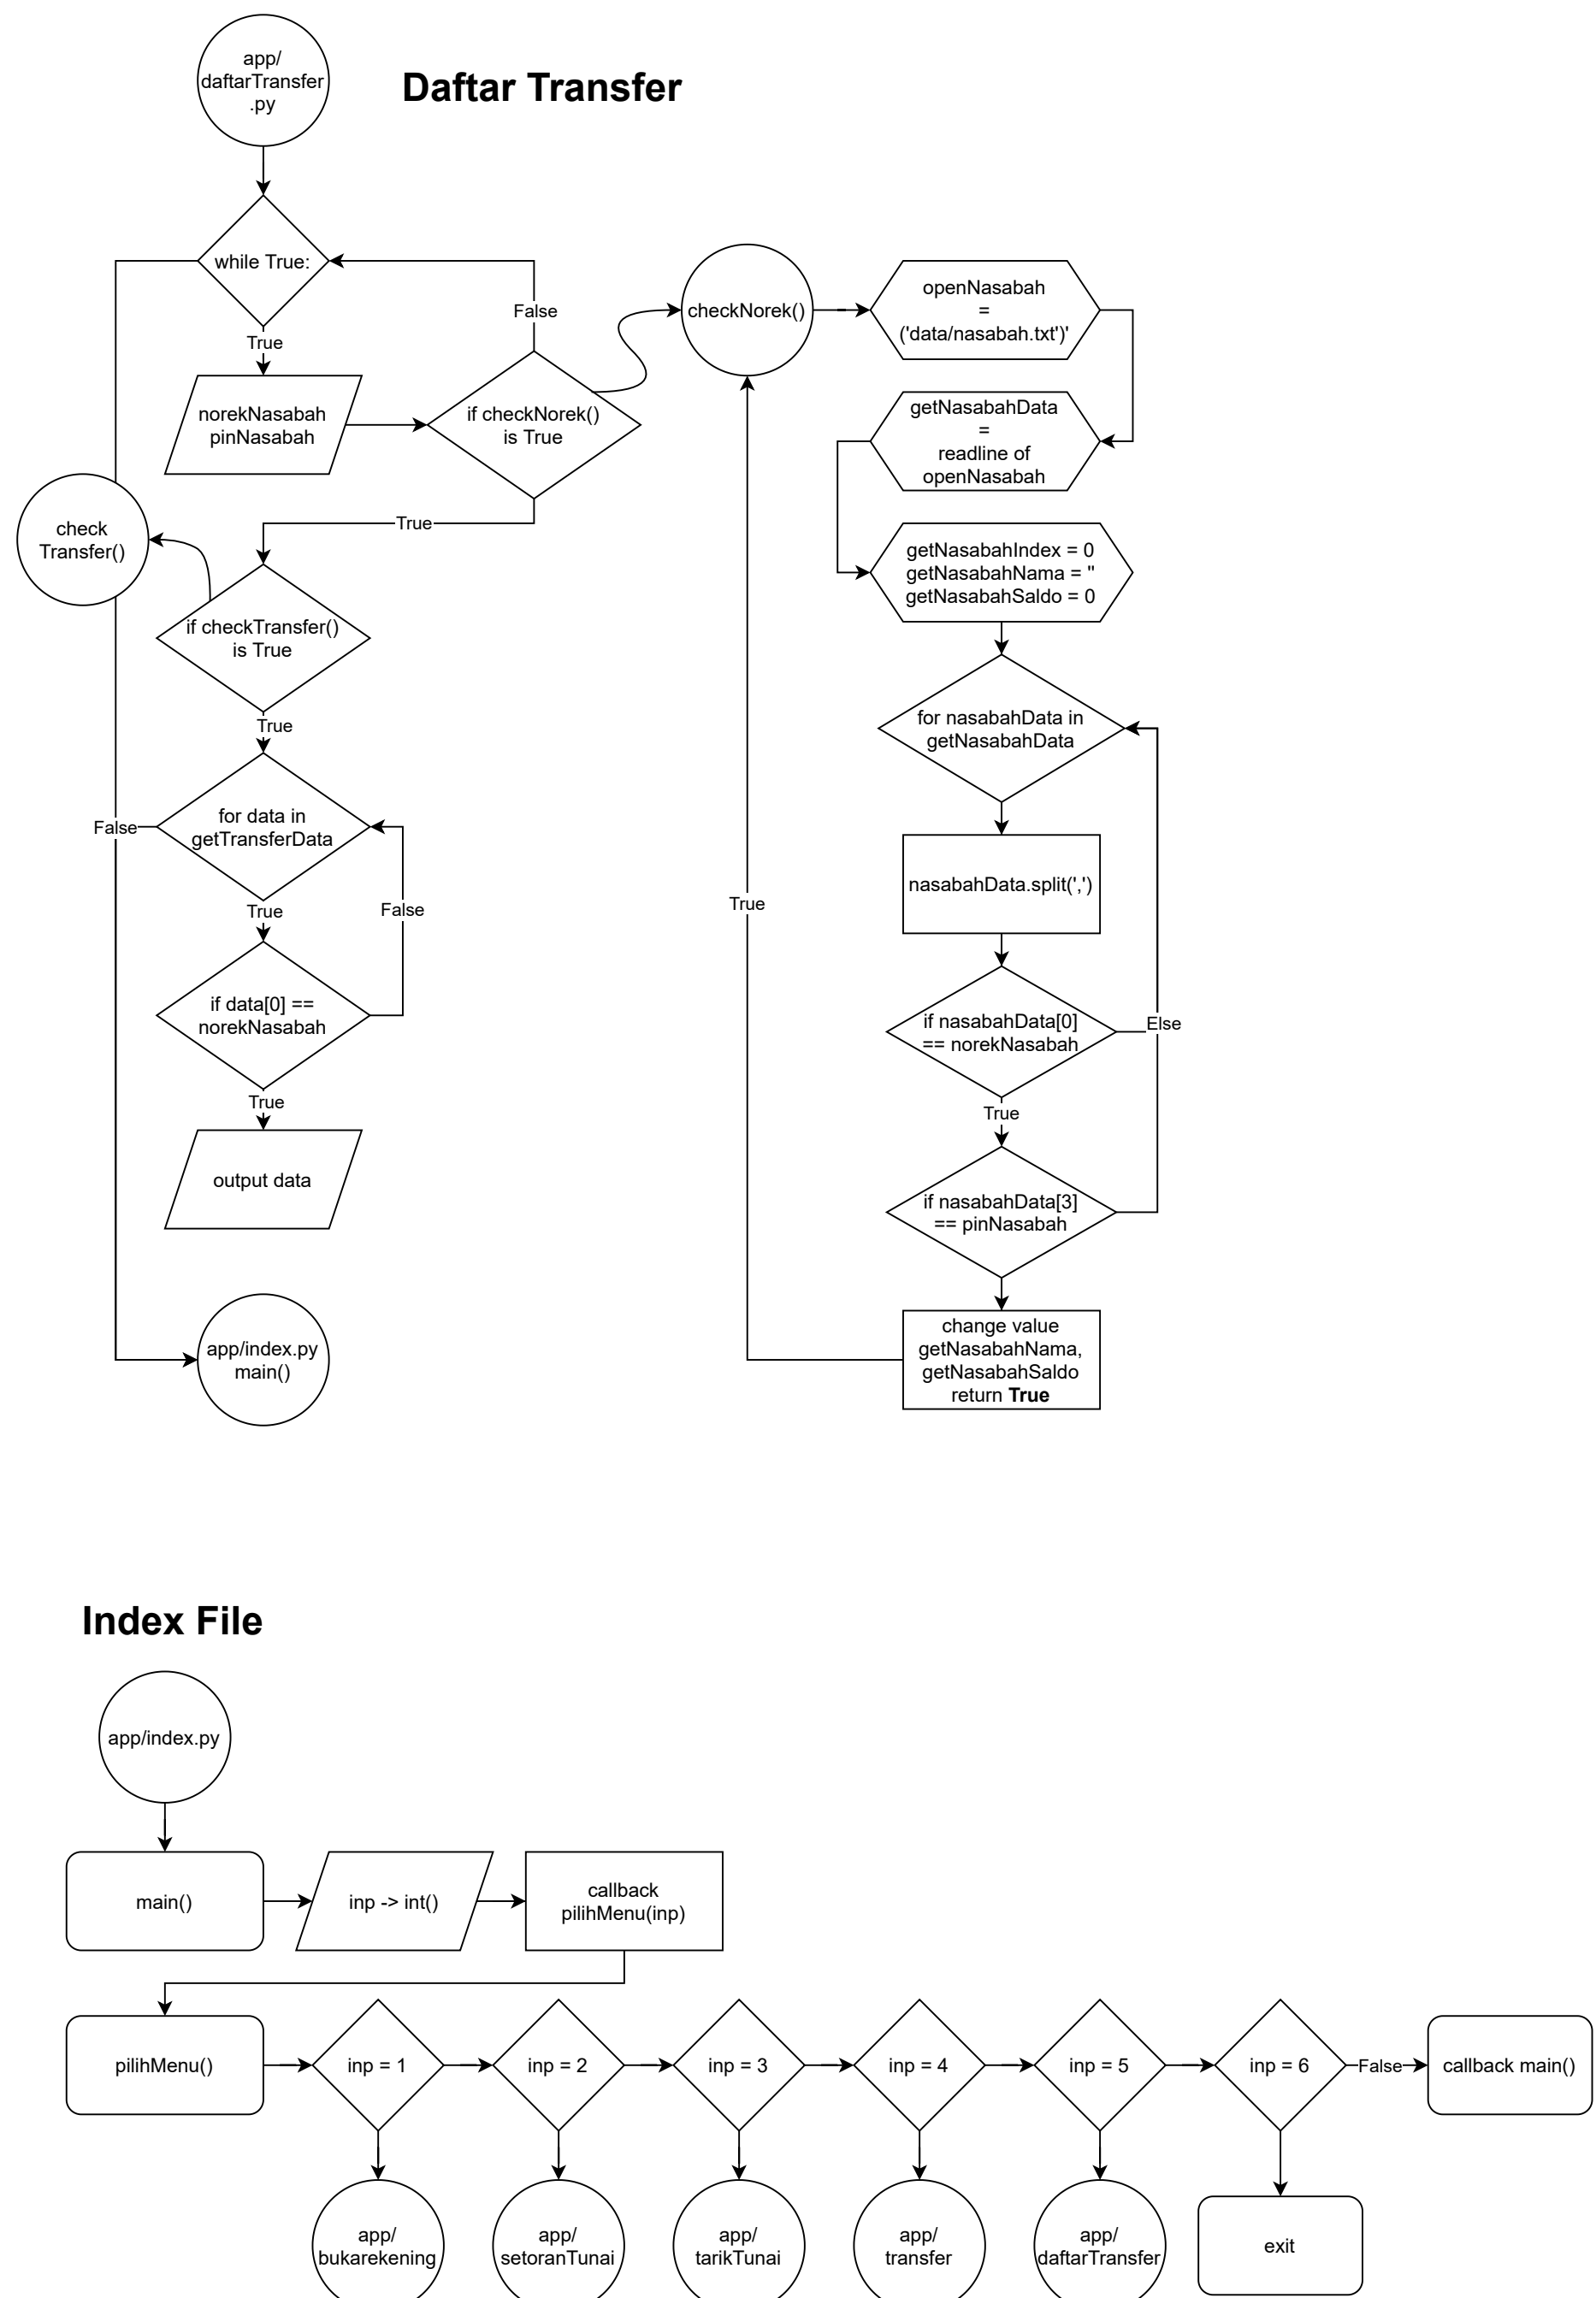 app/
daftarTransfer
.py
Daftar Transfer
while True:
True
norekNasabah
pinNasabah
False
if checkNorek()
is True
True
check
Transfer()
if checkTransfer()
is True
True
for data in
getTransferData
False
True
False
if data[0] ==
norekNasabah
True
output data
app/index.py
main()
checkNorek()
openNasabah
=
('data/nasabah.txt')'
getNasabahData
=
readline of
openNasabah
getNasabahIndex = 0
getNasabahNama = ''
getNasabahSaldo = 0
for nasabahData in
getNasabahData
nasabahData.split(',')
True
if nasabahData[0]
== norekNasabah
Else
True
if nasabahData[3]
== pinNasabah
change value
getNasabahNama,
getNasabahSaldo
return True
Index File
app/index.py
main()
inp -> int()
callback
pilihMenu(inp)
pilihMenu()
inp = 1
inp = 2
inp = 3
inp = 4
inp = 5
inp = 6
False
callback main()
app/
bukarekening
app/
setoranTunai
app/
tarikTunai
app/
transfer
app/
daftarTransfer
exit